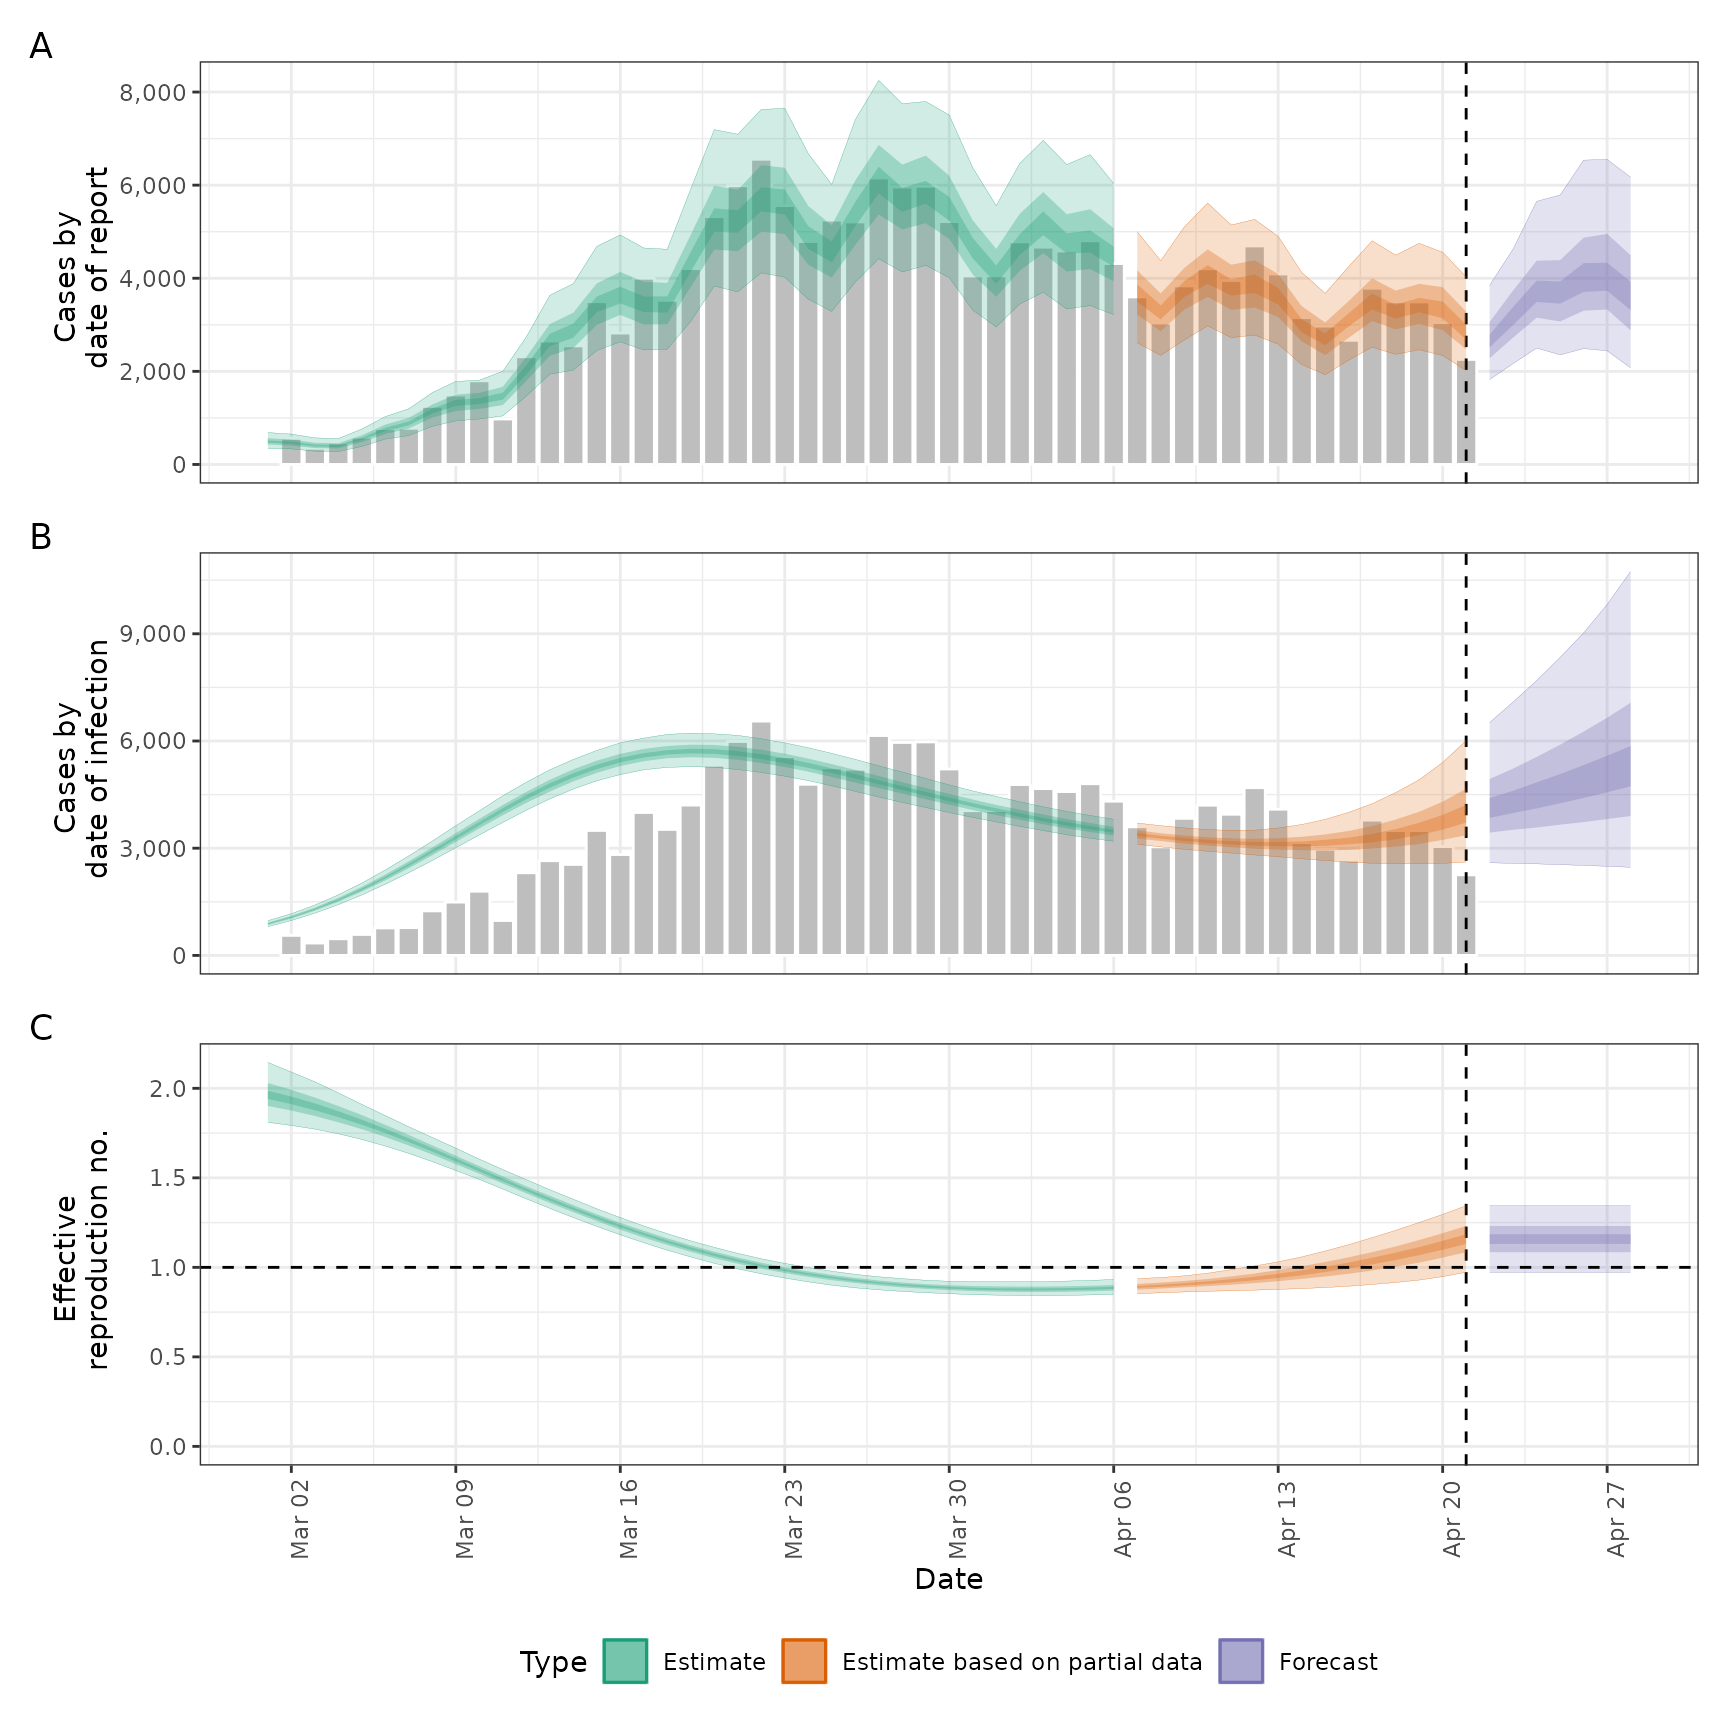 A
8,000
6,000
4,000
2,000
0
Cases by
date of report
B
9,000
6,000
3,000
0
Cases by
date of infection
C
2.0
1.5
1.0
0.5
0.0
Effective
reproduction no.
Mar 02
Mar 09
Mar 16
Mar 23
Mar 30
Apr 06
Apr 13
Apr 20
Apr 27
Date
Type Estimate Estimate based on partial data Forecast